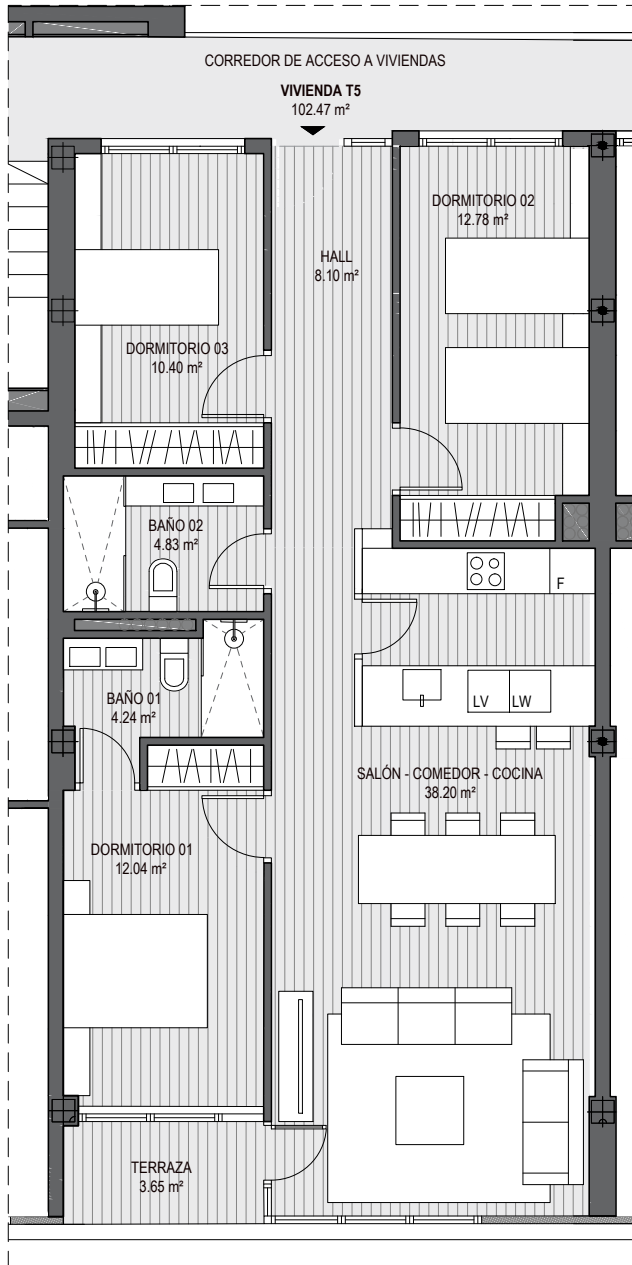 CORREDOR DE ACCESO A VIVIENDAS
VIVIENDA T5
102.47 m²
DORMITORIO 02
12.78 m²
HALL
8.10 m²
DORMITORIO 03
10.40 m²
BAÑO 02
4.83 m²
F
BAÑO 01
4.24 m²
LV
LW
SALÓN - COMEDOR - COCINA
38.20 m²
DORMITORIO 01
12.04 m²
TERRAZA
3.65 m²